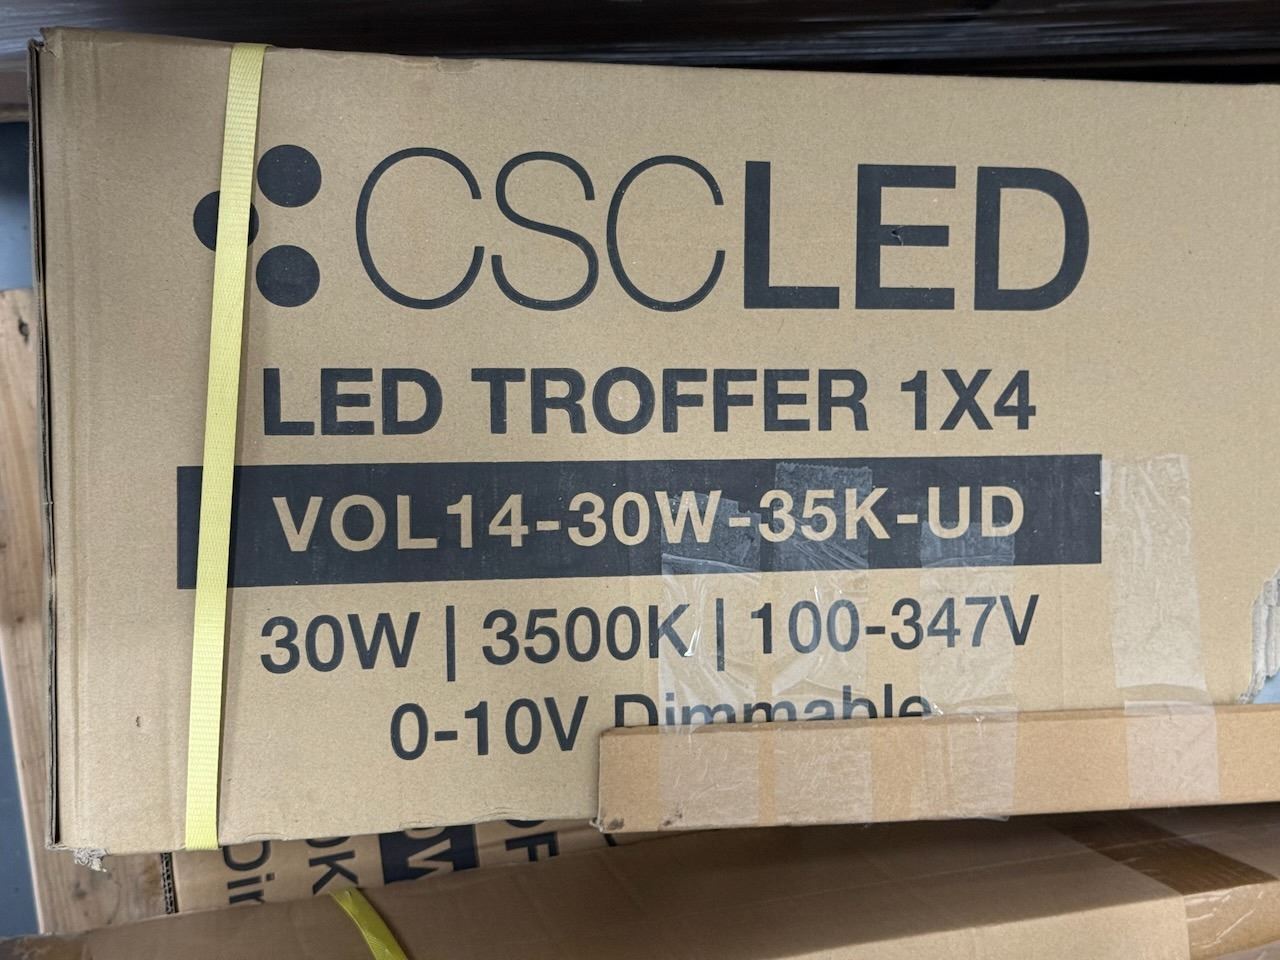 CSCLED
LED TROFFER 1X4
VOL14-30W-35K-UD
30W | 3500K | 100-347V
0-10V Dimmable